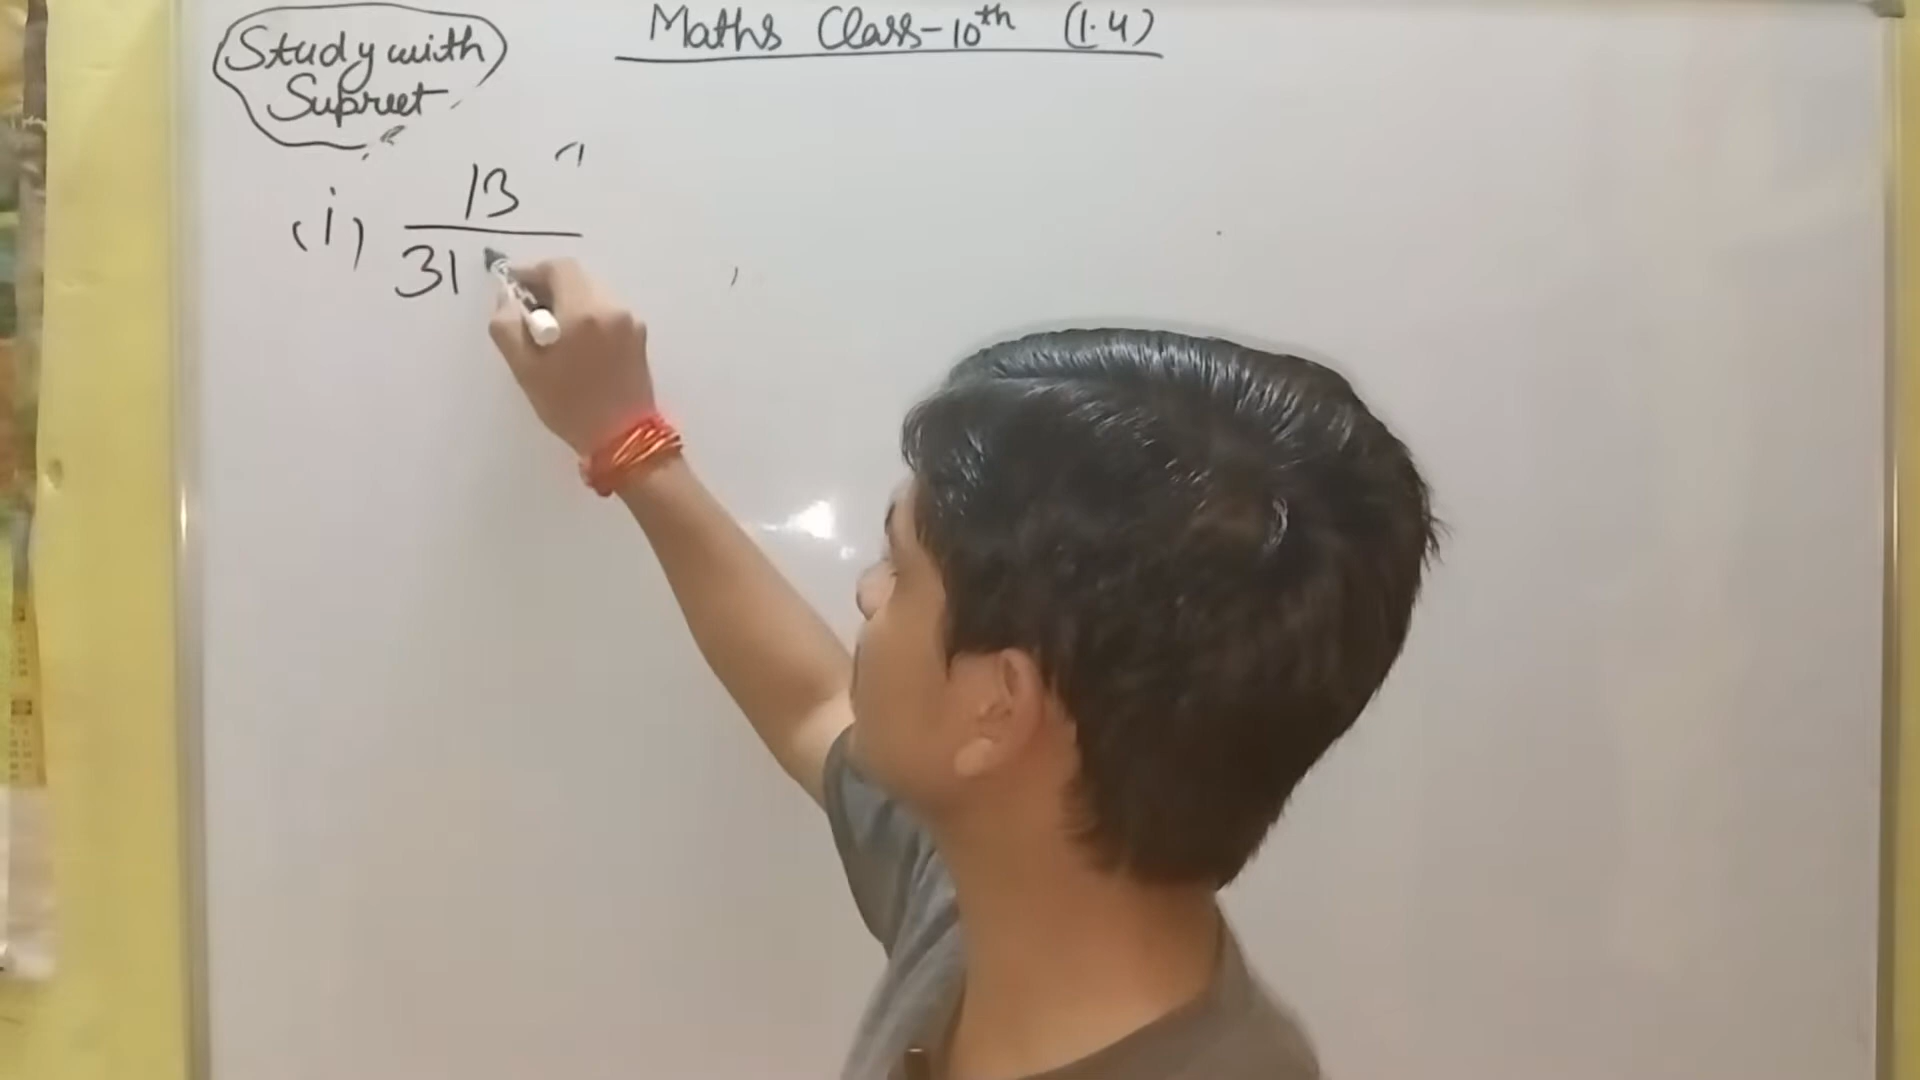 Maths Class-10th (1.4)
Study with
Supreet
(i) 13
31